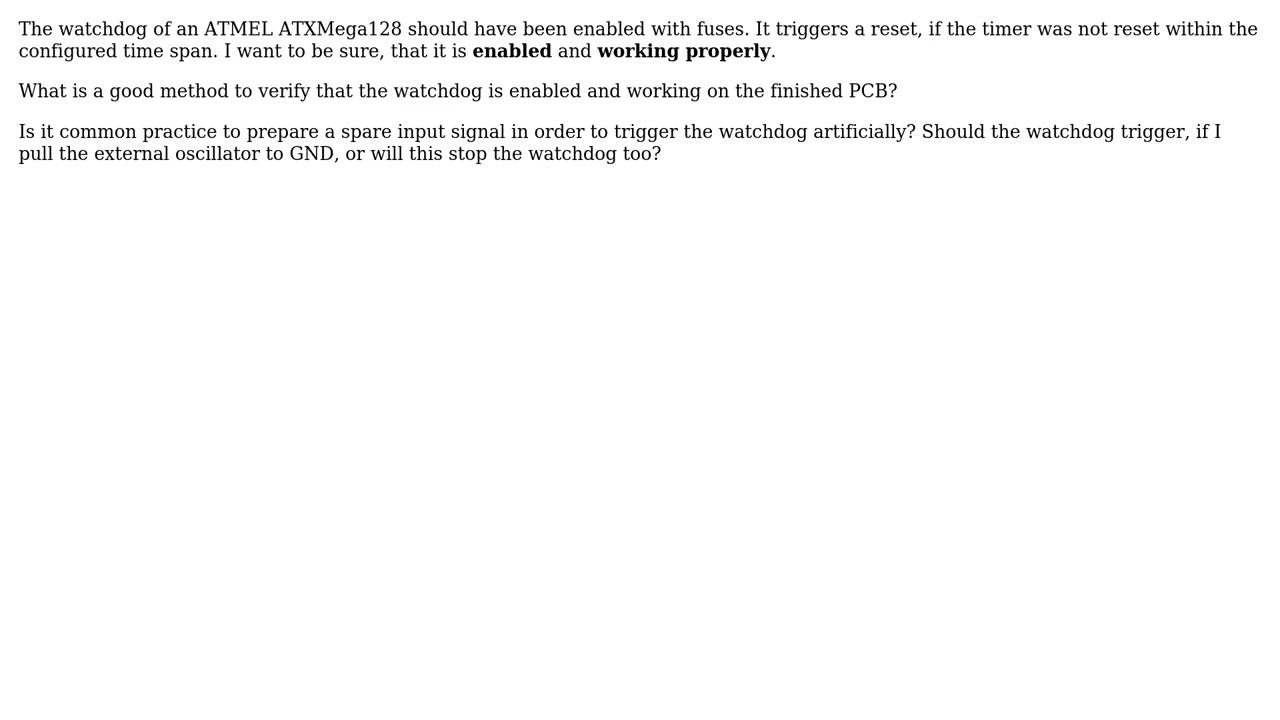 The watchdog of an ATMEL ATXMega128 should have been enabled with fuses. It triggers a reset, if the timer was not reset within the
configured time span. I want to be sure, that it is enabled and working properly.
What is a good method to verify that the watchdog is enabled and working on the finished PCB?
Is it common practice to prepare a spare input signal in order to trigger the watchdog artificially? Should the watchdog trigger, if I
pull the external oscillator to GND, or will this stop the watchdog too?